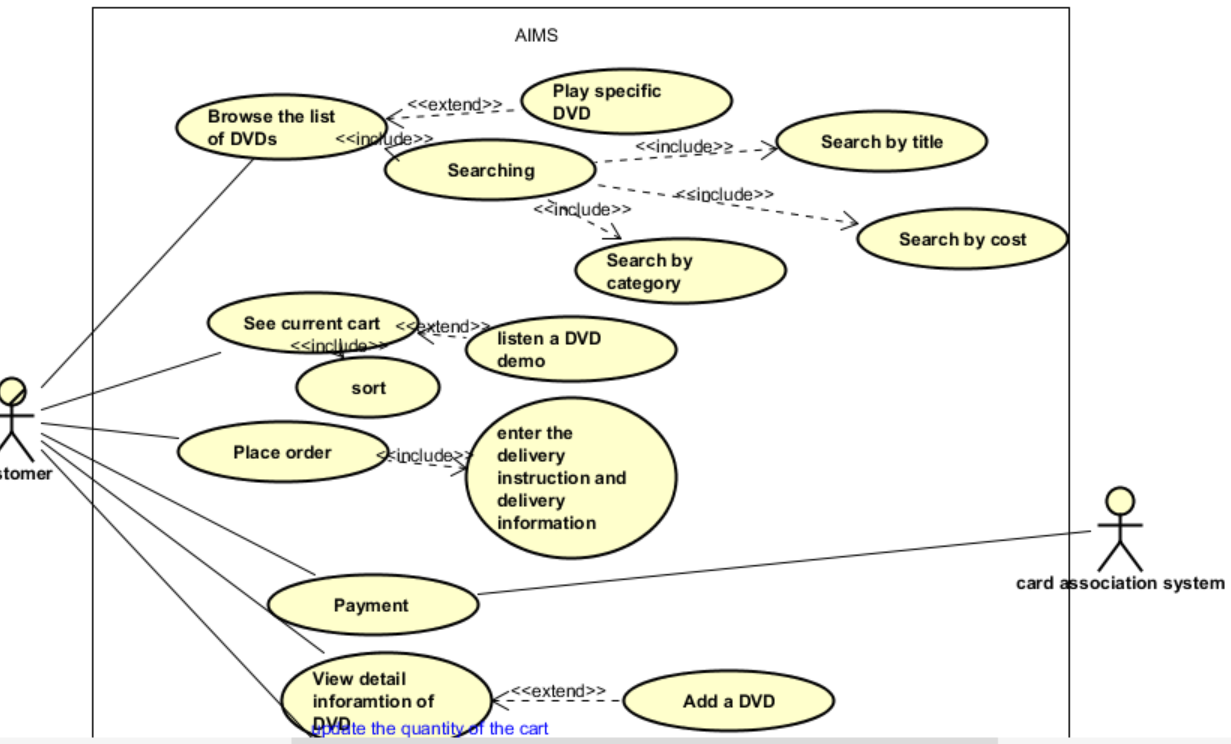 AIMS
Browse the list
of DVDs
<<extend>>
Play specific
DVD
<<include>>
Searching
<<include>>
Search by title
<<include>>
Search by cost
<<include>>
Search by
category
See current cart
<<extend>>
listen a DVD
demo
<<include>>
sort
Place order
<<include>>
enter the
delivery
instruction and
delivery
information
stomer
card association system
Payment
View detail
inforamtion of
DVD
<<extend>>
Add a DVD
update the quantity of the cart